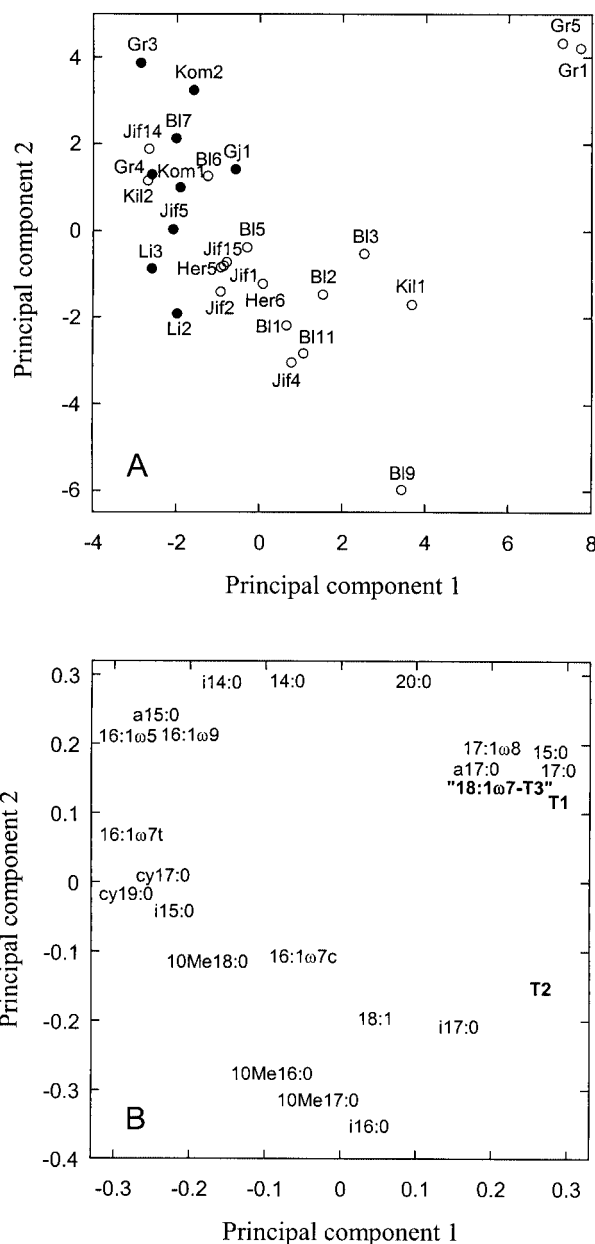 Gr5
4
Gr3
Gr1
Kom2
Bl7
2
Jif14
Bl6
Gj1
Gr4
Kom1
Kil2
Jif5
0
Bl5
Li3
Jif15
Bl3
Her5
Jif1
Bl2
Kil1
-2
Jif2
Her6
Li2
Bl1
Bl11
Jif4
-4
A
Bl9
-6
Principal component 2
-4 -2 0 2 4 6 8
Principal component 1
0.3
i14:0 14:0 20:0
a15:0
0.2
16:1ω5 16:1ω9
17:1ω8 15:0
a17:0 17:0
"18:1ω7-T3"
T1
0.1
16:1ω7t
0
cy17:0
cy19:0
i15:0
-0.1
10Me18:0 16:1ω7c
T2
-0.2
18:1 i17:0
-0.3
10Me16:0
10Me17:0
i16:0
B
-0.4
Principal component 2
-0.3 -0.2 -0.1 0 0.1 0.2 0.3
Principal component 1